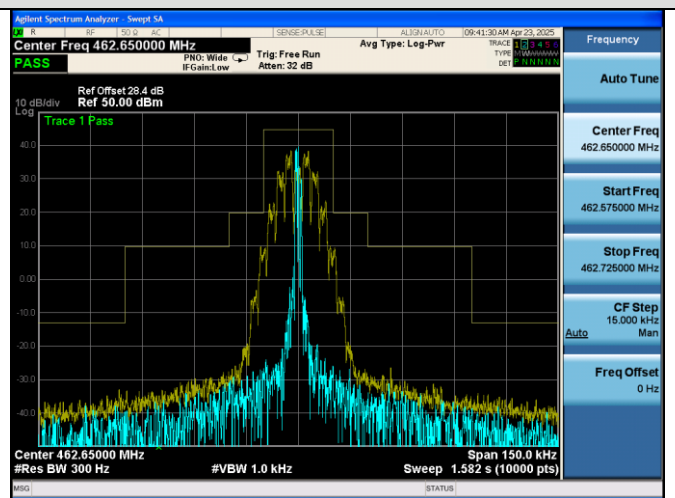 Agilent Spectrum Analyzer - Swept SA
R RF 50 Ω AC SENSE:PULSE ALIGN AUTO 09:41:30 AM Apr 23, 2025
Center Freq 462.650000 MHz
PNO: Wide
IFGain:Low
Trig: Free Run
Atten: 32 dB
Avg Type: Log-Pwr
TRACE 1 2 3 4 5 6
TYPE
DET P N N N N N
PASS
Ref Offset 28.4 dB
10 dB/div Ref 50.00 dBm
Log
Trace 1 Pass
40.0
30.0
20.0
10.0
0.00
-10.0
-20.0
-30.0
-40.0
Center 462.65000 MHz Span 150.0 kHz
#Res BW 300 Hz #VBW 1.0 kHz Sweep 1.582 s (10000 pts)
MSG STATUS
Frequency
Auto Tune
Center Freq
462.650000 MHz
Start Freq
462.575000 MHz
Stop Freq
462.725000 MHz
CF Step
15.000 kHz
Auto Man
Freq Offset
0 Hz